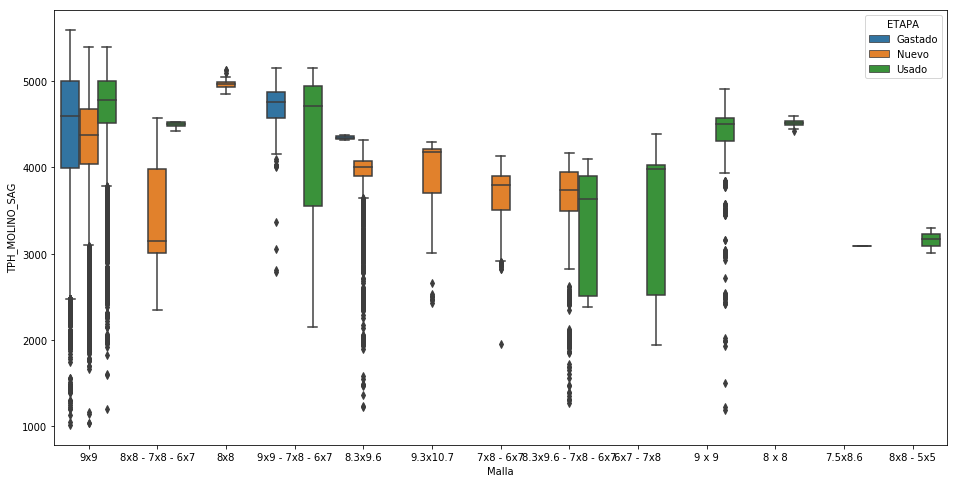 ETAPA
Gastado
Nuevo
Usado
TPH_MOLINO_SAG
5000
4000
3000
2000
1000
9x9
8x8 - 7x8 - 6x7
8x8
9x9 - 7x8 - 6x7
8.3x9.6
9.3x10.7
7x8 - 6x7
8.3x9.6 - 7x8 - 6x7
6x7 - 7x8
9 x 9
8 x 8
7.5x8.6
8x8 - 5x5
Malla